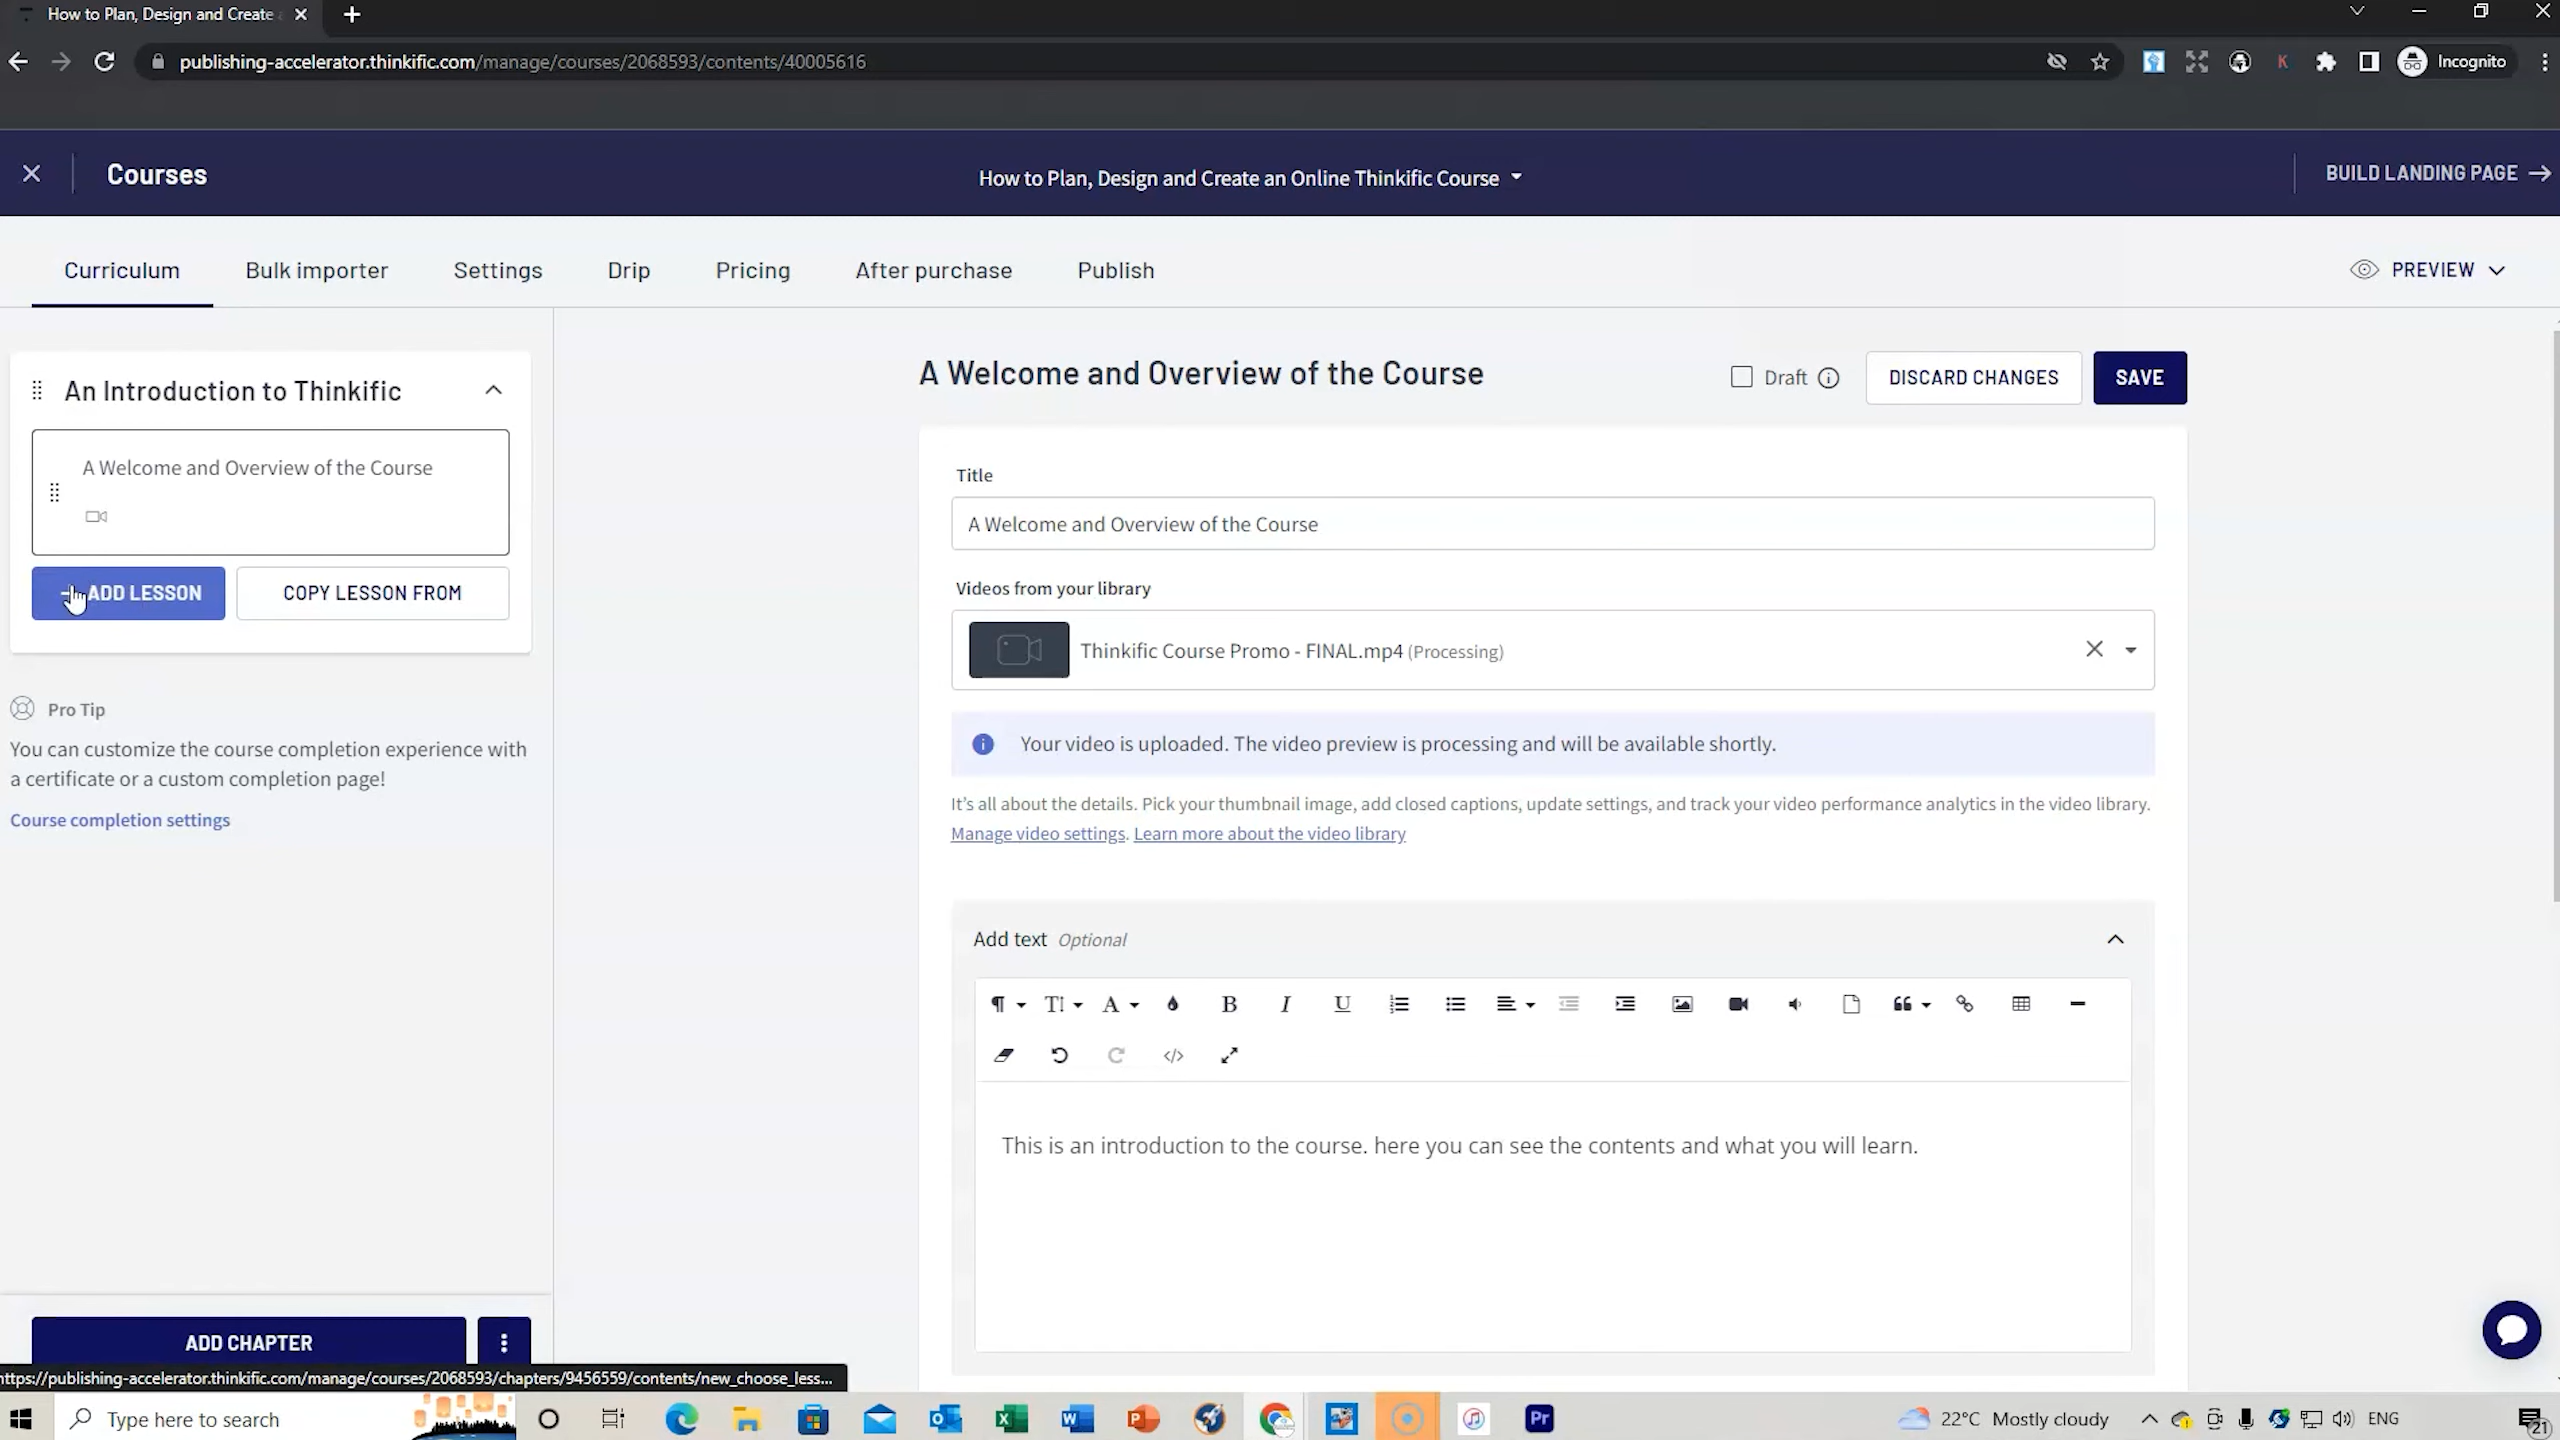 How to Plan, Design and Create
publishing-accelerator.thinkific.com/manage/courses/2068593/contents/40005616
K
Incognito
Courses
How to Plan, Design and Create an Online Thinkific Course
BUILD LANDING PAGE
Curriculum
Bulk importer
Settings
Drip
Pricing
After purchase
Publish
PREVIEW
An Introduction to Thinkific
A Welcome and Overview of the Course
ADD LESSON
COPY LESSON FROM
Pro Tip
You can customize the course completion experience with
a certificate or a custom completion page!
Course completion settings
ADD CHAPTER
A Welcome and Overview of the Course
Draft
DISCARD CHANGES
SAVE
Title
A Welcome and Overview of the Course
Videos from your library
Thinkific Course Promo - FINAL.mp4 (Processing)
Your video is uploaded. The video preview is processing and will be available shortly.
It's all about the details. Pick your thumbnail image, add closed captions, update settings, and track your video performance analytics in the video library.
Manage video settings. Learn more about the video library
Add text Optional
This is an introduction to the course. here you can see the contents and what you will learn.
https://publishing-accelerator.thinkific.com/manage/courses/2068593/chapters/9456559/contents/new_choose_less...
Type here to search
Pr
22°C Mostly cloudy
ENG
21